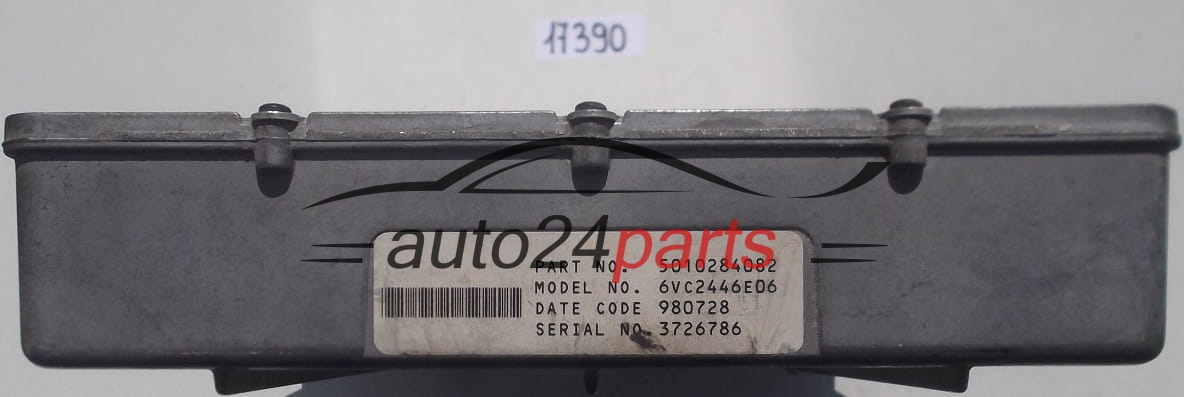 17390
auto24parts
PART NO. 5010284082
MODEL NO. 6VC2446E06
DATE CODE 980728
SERIAL NO 3726786